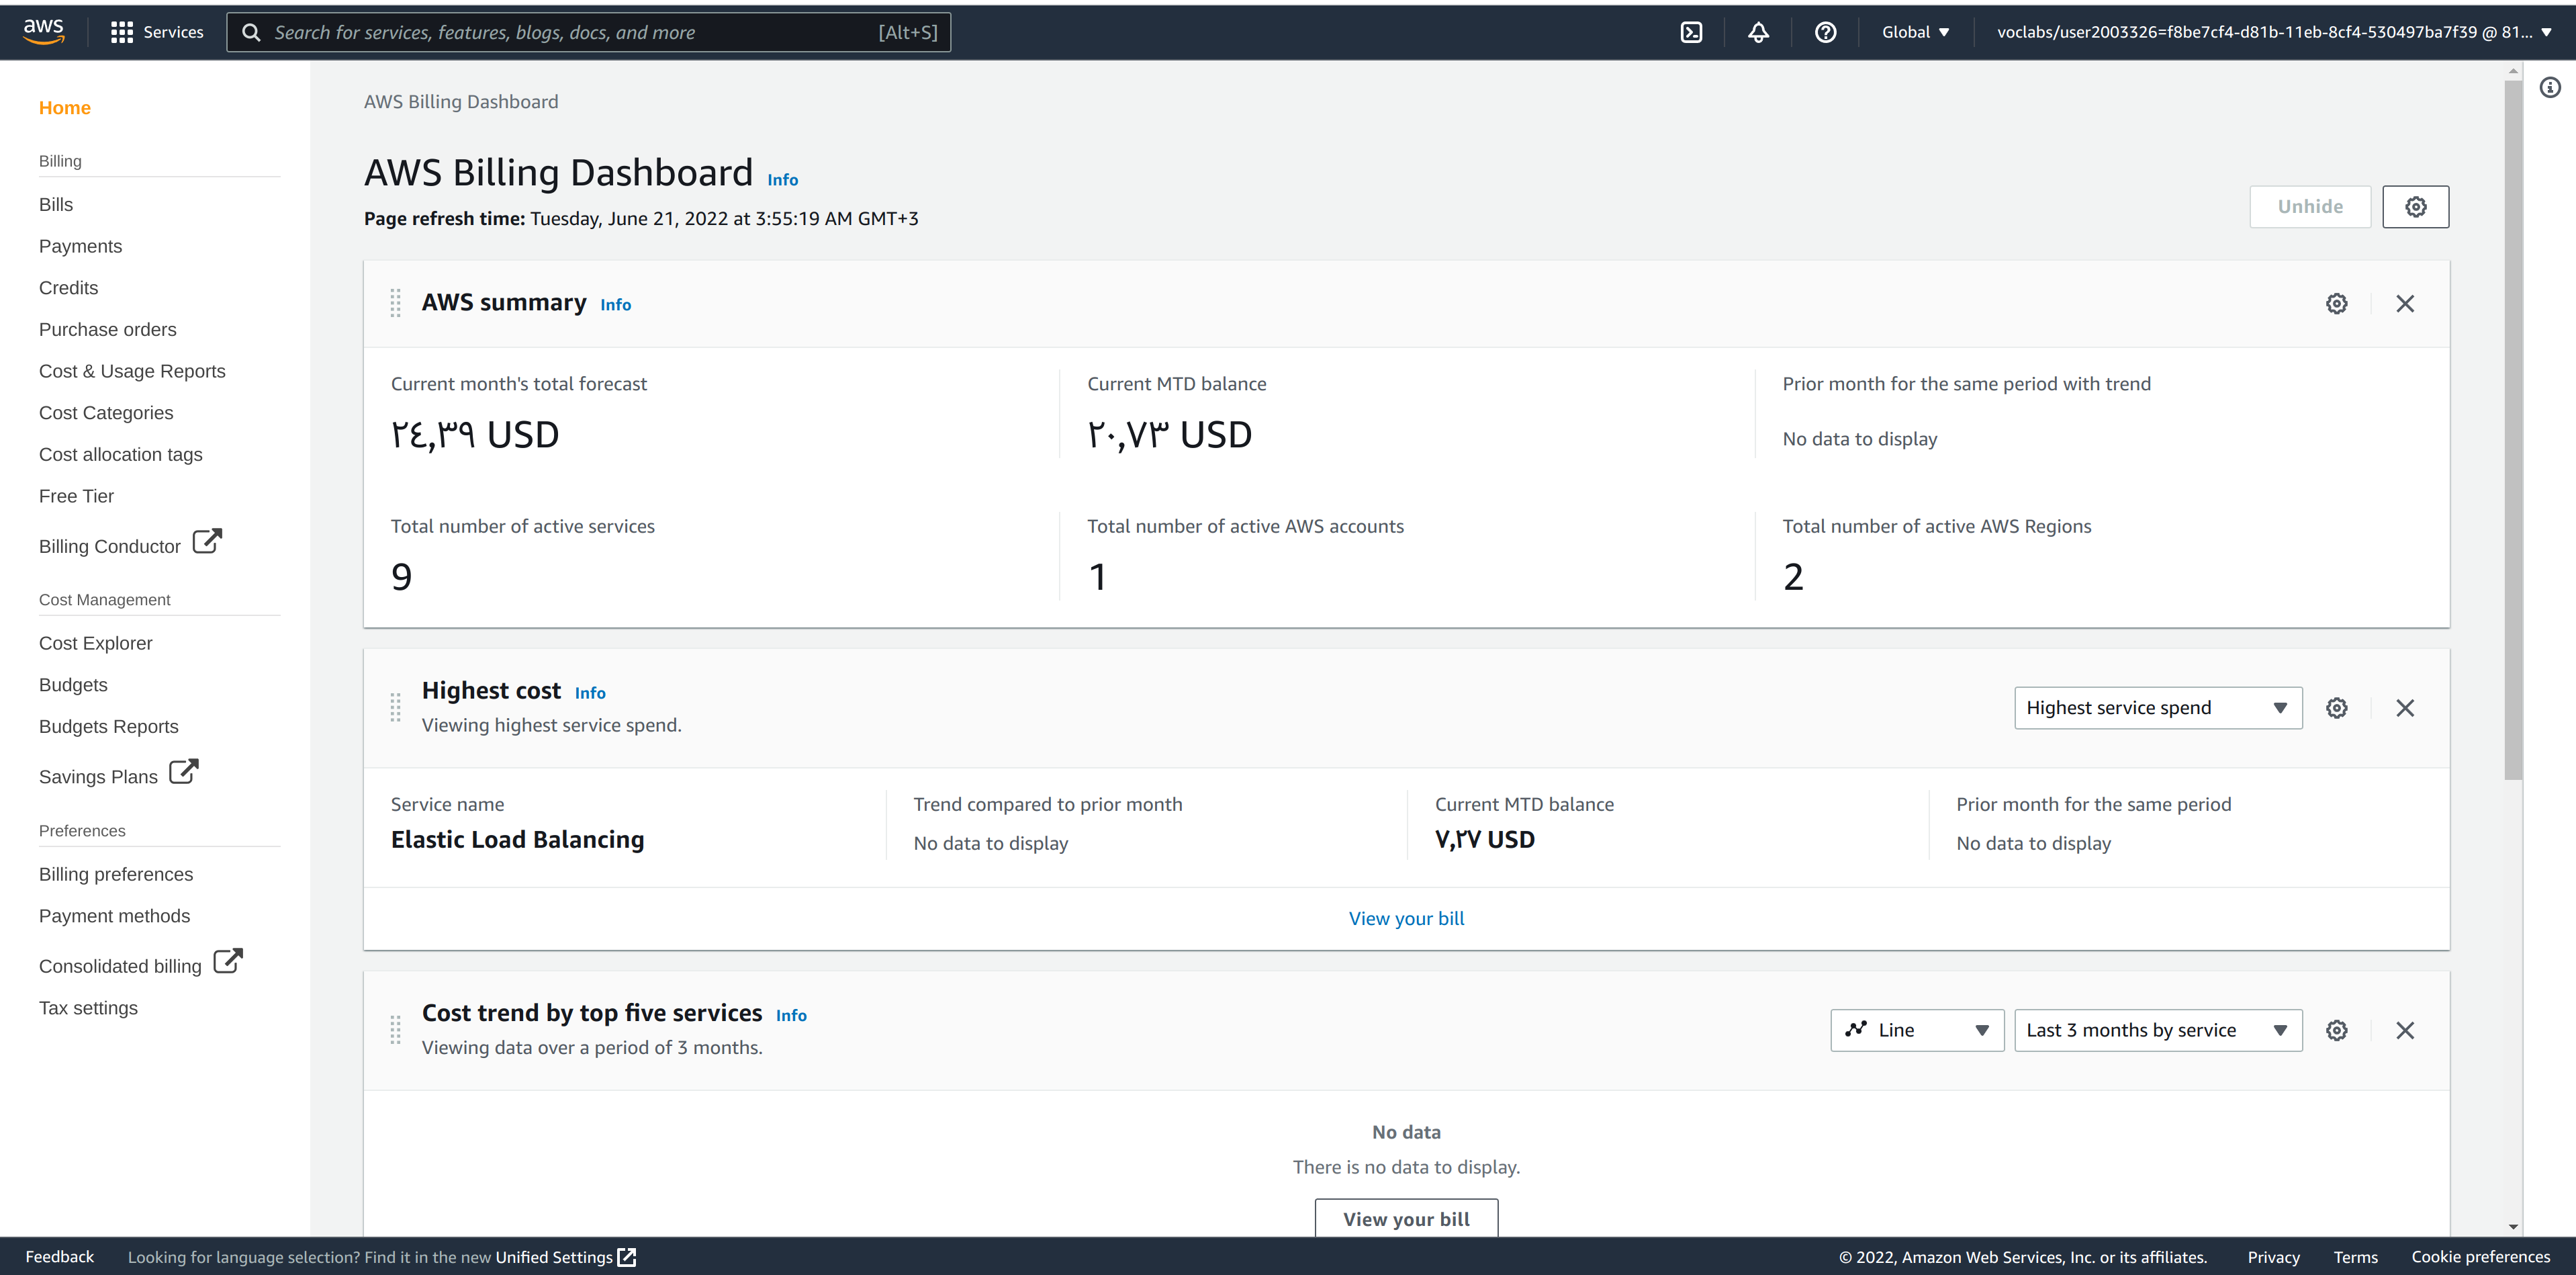 aws
Services
Search for services, features, blogs, docs, and more
[Alt+S]
Global
voclabs/user2003326=f8be7cf4-d81b-11eb-8cf4-530497ba7f39 @ 81...
Home
Billing
Bills
Payments
Credits
Purchase orders
Cost & Usage Reports
Cost Categories
Cost allocation tags
Free Tier
Billing Conductor
Cost Management
Cost Explorer
Budgets
Budgets Reports
Savings Plans
Preferences
Billing preferences
Payment methods
Consolidated billing
Tax settings
AWS Billing Dashboard
AWS Billing Dashboard Info
Page refresh time: Tuesday, June 21, 2022 at 3:55:19 AM GMT+3
Unhide
AWS summary Info
Current month's total forecast
٢٤,٣٩ USD
Current MTD balance
٢٠,٧٣ USD
Prior month for the same period with trend
No data to display
Total number of active services
9
Total number of active AWS accounts
1
Total number of active AWS Regions
2
Highest cost Info
Viewing highest service spend.
Highest service spend
Service name
Elastic Load Balancing
Trend compared to prior month
No data to display
Current MTD balance
٧,٢٧ USD
Prior month for the same period
No data to display
View your bill
Cost trend by top five services Info
Viewing data over a period of 3 months.
Line
Last 3 months by service
No data
There is no data to display.
View your bill
Feedback
Looking for language selection? Find it in the new Unified Settings
© 2022, Amazon Web Services, Inc. or its affiliates.
Privacy
Terms
Cookie preferences